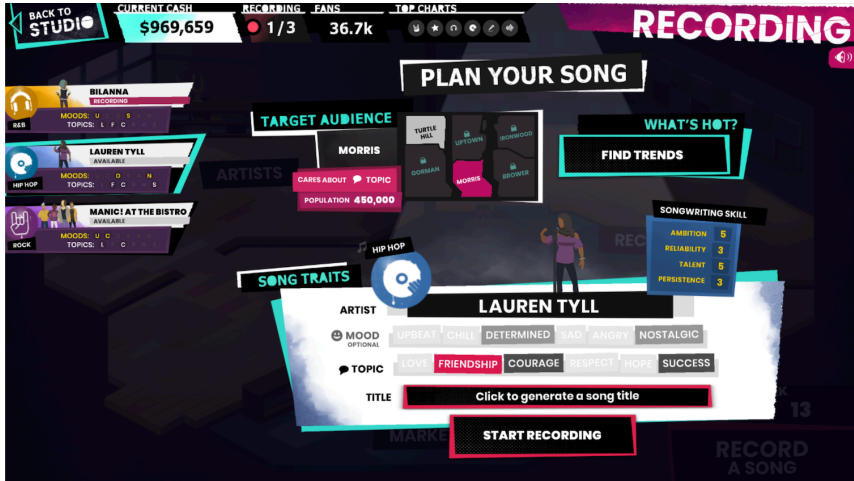 BACK TO
STUDIO
CURRENT CASH
$969,659
RECORDING
1/3
FANS
36.7k
TOP CHARTS
RECORDING
PLAN YOUR SONG
BILANNA
RECORDING
MOODS: U S
TOPICS: L F C
R&B
LAUREN TYLL
AVAILABLE
MOODS: D N
TOPICS: F C S
HIP HOP
MANIC! AT THE BISTRO
AVAILABLE
MOODS: U C
TOPICS: L C
ROCK
ARTISTS
TARGET AUDIENCE
MORRIS
CARES ABOUT TOPIC
POPULATION 450,000
TURTLE
HILL
UPTOWN
IRONWOOD
GORMAN
MORRIS
BROWER
WHAT'S HOT?
FIND TRENDS
REC
SONGWRITING SKILL
AMBITION 5
RELIABILITY 3
TALENT 5
PERSISTENCE 3
HIP HOP
SONG TRAITS
ARTIST LAUREN TYLL
MOOD UPBEAT CHILL DETERMINED SAD ANGRY NOSTALGIC
OPTIONAL
TOPIC LOVE FRIENDSHIP COURAGE RESPECT HOPE SUCCESS
TITLE Click to generate a song title
START RECORDING
MARKE
13
RECORD
A SONG